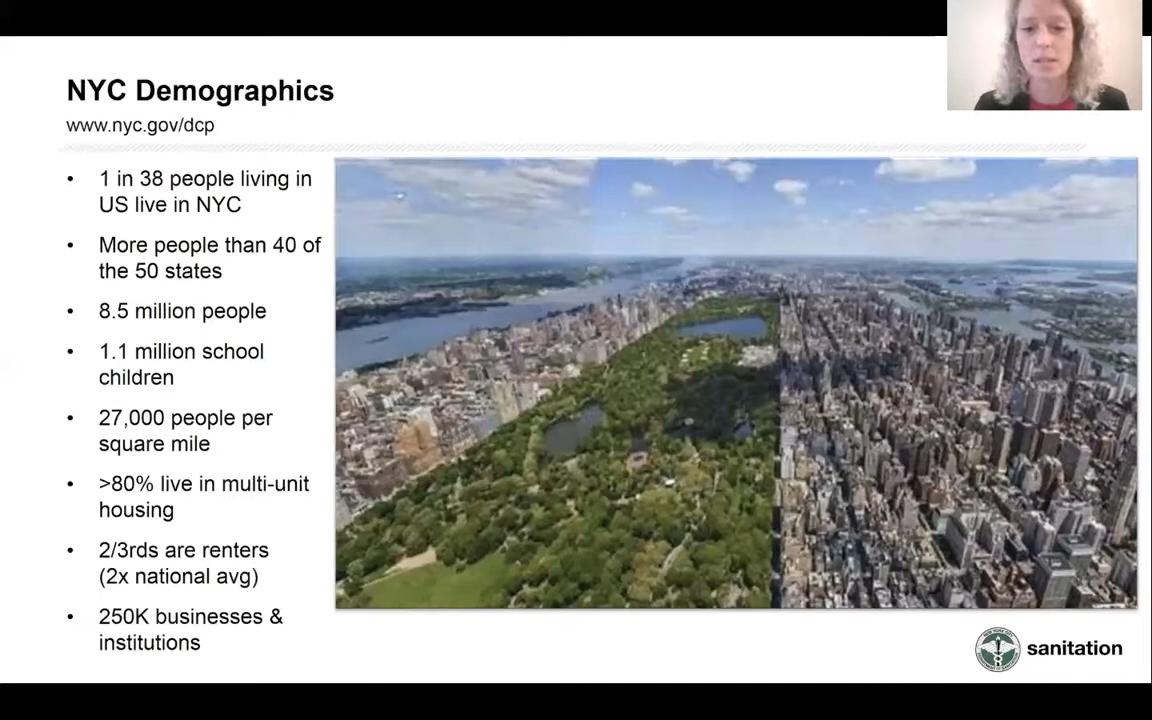 NYC Demographics
www.nyc.gov/dcp
• 1 in 38 people living in
US live in NYC
• More people than 40 of
the 50 states
• 8.5 million people
• 1.1 million school
children
• 27,000 people per
square mile
• >80% live in multi-unit
housing
• 2/3rds are renters
(2x national avg)
• 250K businesses &
institutions
sanitation